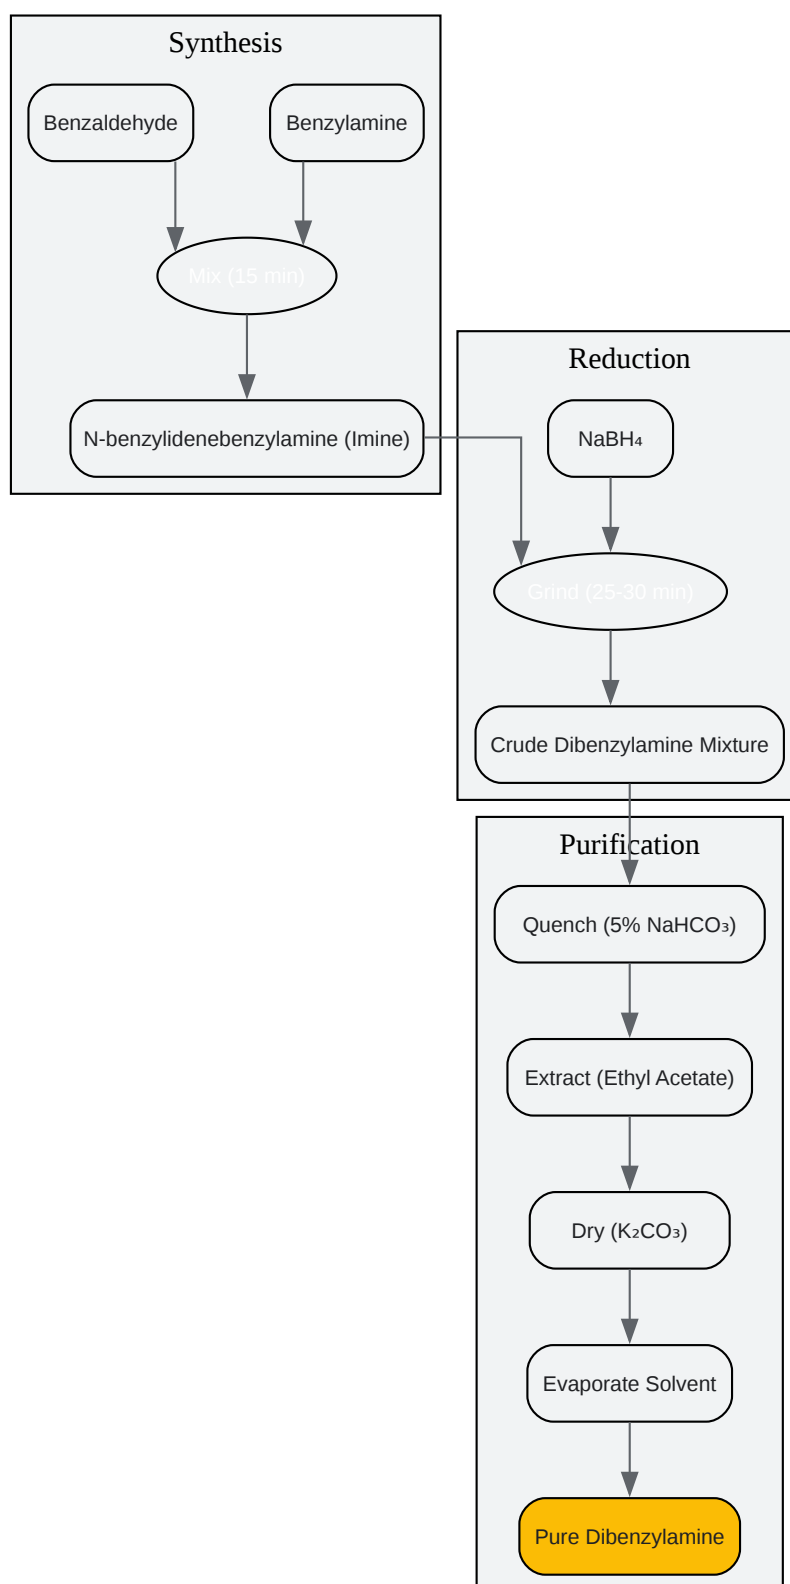 Synthesis
Benzaldehyde
Benzylamine
Mix (15 min)
N-benzylidenebenzylamine (Imine)
Reduction
NaBH₄
Grind (25-30 min)
Crude Dibenzylamine Mixture
Purification
Quench (5% NaHCO₃)
Extract (Ethyl Acetate)
Dry (K₂CO₃)
Evaporate Solvent
Pure Dibenzylamine